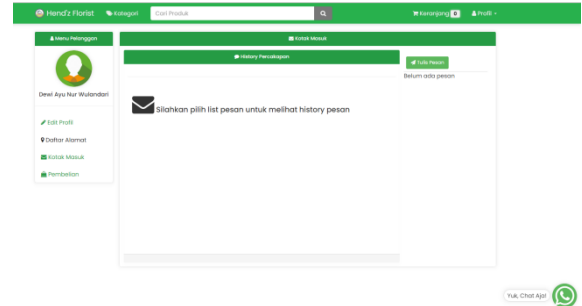 Hend'z Florist Kategori Cari Produk Keranjang 0 Profil
Menu Pelanggan
Dewi Ayu Nur Wulandari
Edit Profil
Daftar Alamat
Kotak Masuk
Pembelian
Kotak Masuk
History Percakapan
Silahkan pilih list pesan untuk melihat history pesan
Tulis Pesan
Belum ada pesan
Yuk, Chat Aja!